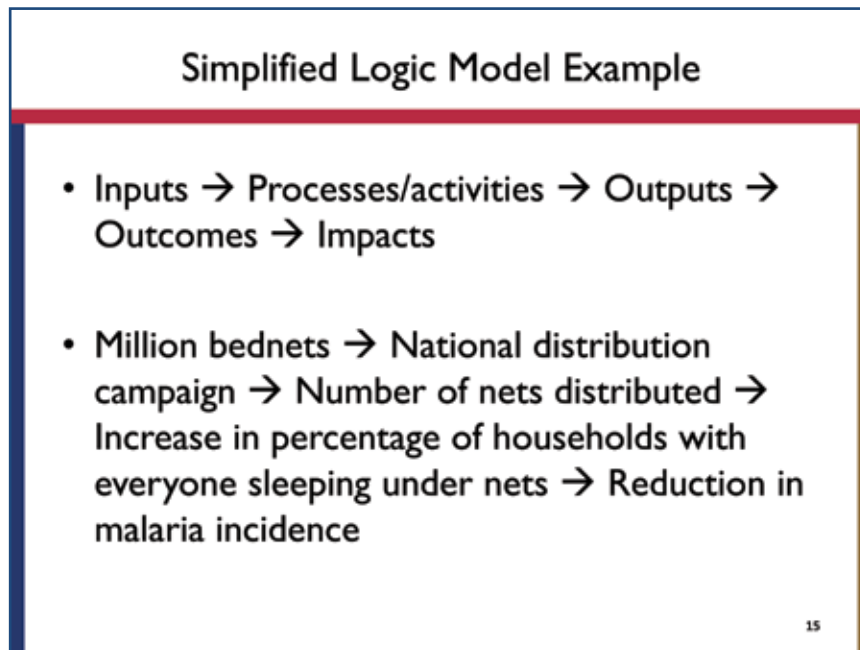 Simplified Logic Model Example
• Inputs → Processes/activities → Outputs →
Outcomes → Impacts
• Million bednets → National distribution
campaign → Number of nets distributed →
Increase in percentage of households with
everyone sleeping under nets → Reduction in
malaria incidence
15